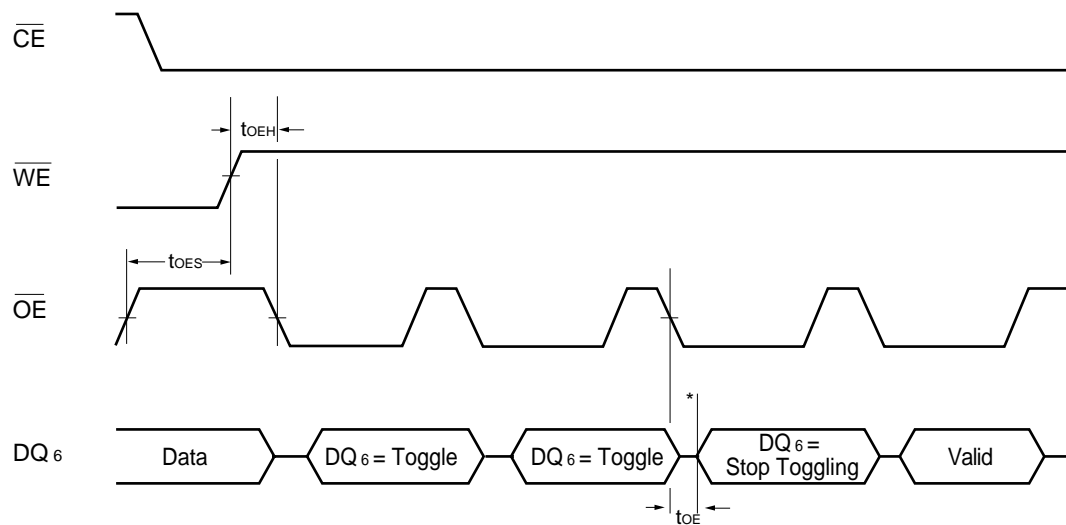 CE
tOEH
WE
tOES
OE
*
DQ6
Data
DQ6 = Toggle
DQ6 = Toggle
DQ6 =
Stop Toggling
Valid
tOE